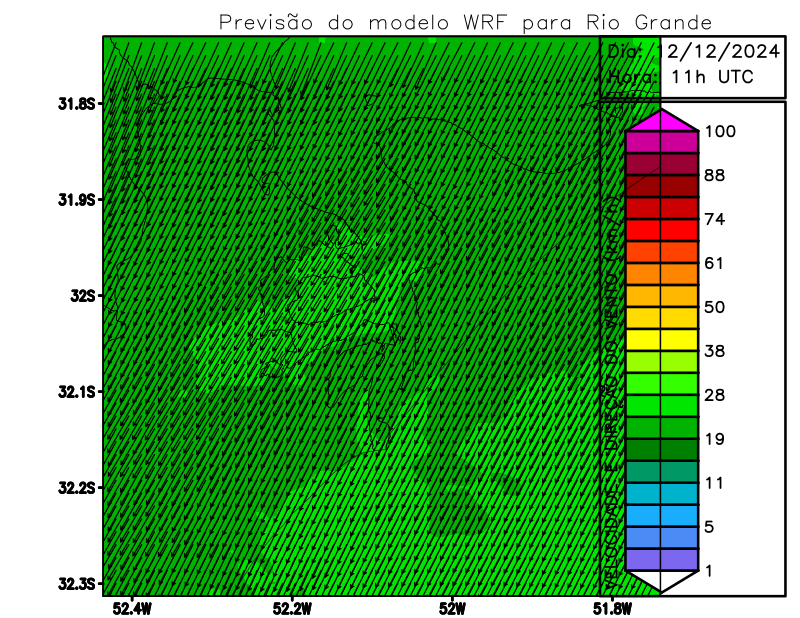 Previsão do modelo WRF para Rio Grande
Dia: 12/12/2024
Hora: 11h UTC
31.8S
31.9S
32S
32.1S
32.2S
32.3S
52.4W
52.2W
52W
51.8W
VELOCIDADE E DIREÇÃO DO VENTO (km/h)
100
88
74
61
50
38
28
19
11
5
1